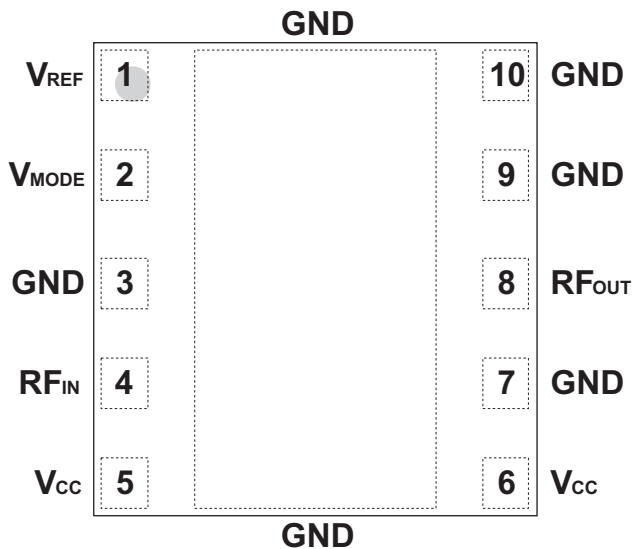 GND
VREF 1 10 GND
VMODE 2 9 GND
GND 3 8 RFOUT
RFIN 4 7 GND
VCC 5 6 VCC
GND